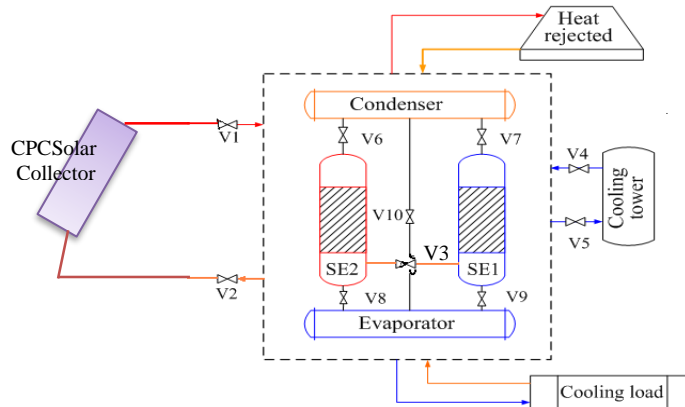 Heat
rejected
Condenser
CPCSolar
Collector
V1
V6
V7
V4
Cooling
tower
V10
V5
V3
SE2
SE1
V2
V8
V9
Evaporator
Cooling load